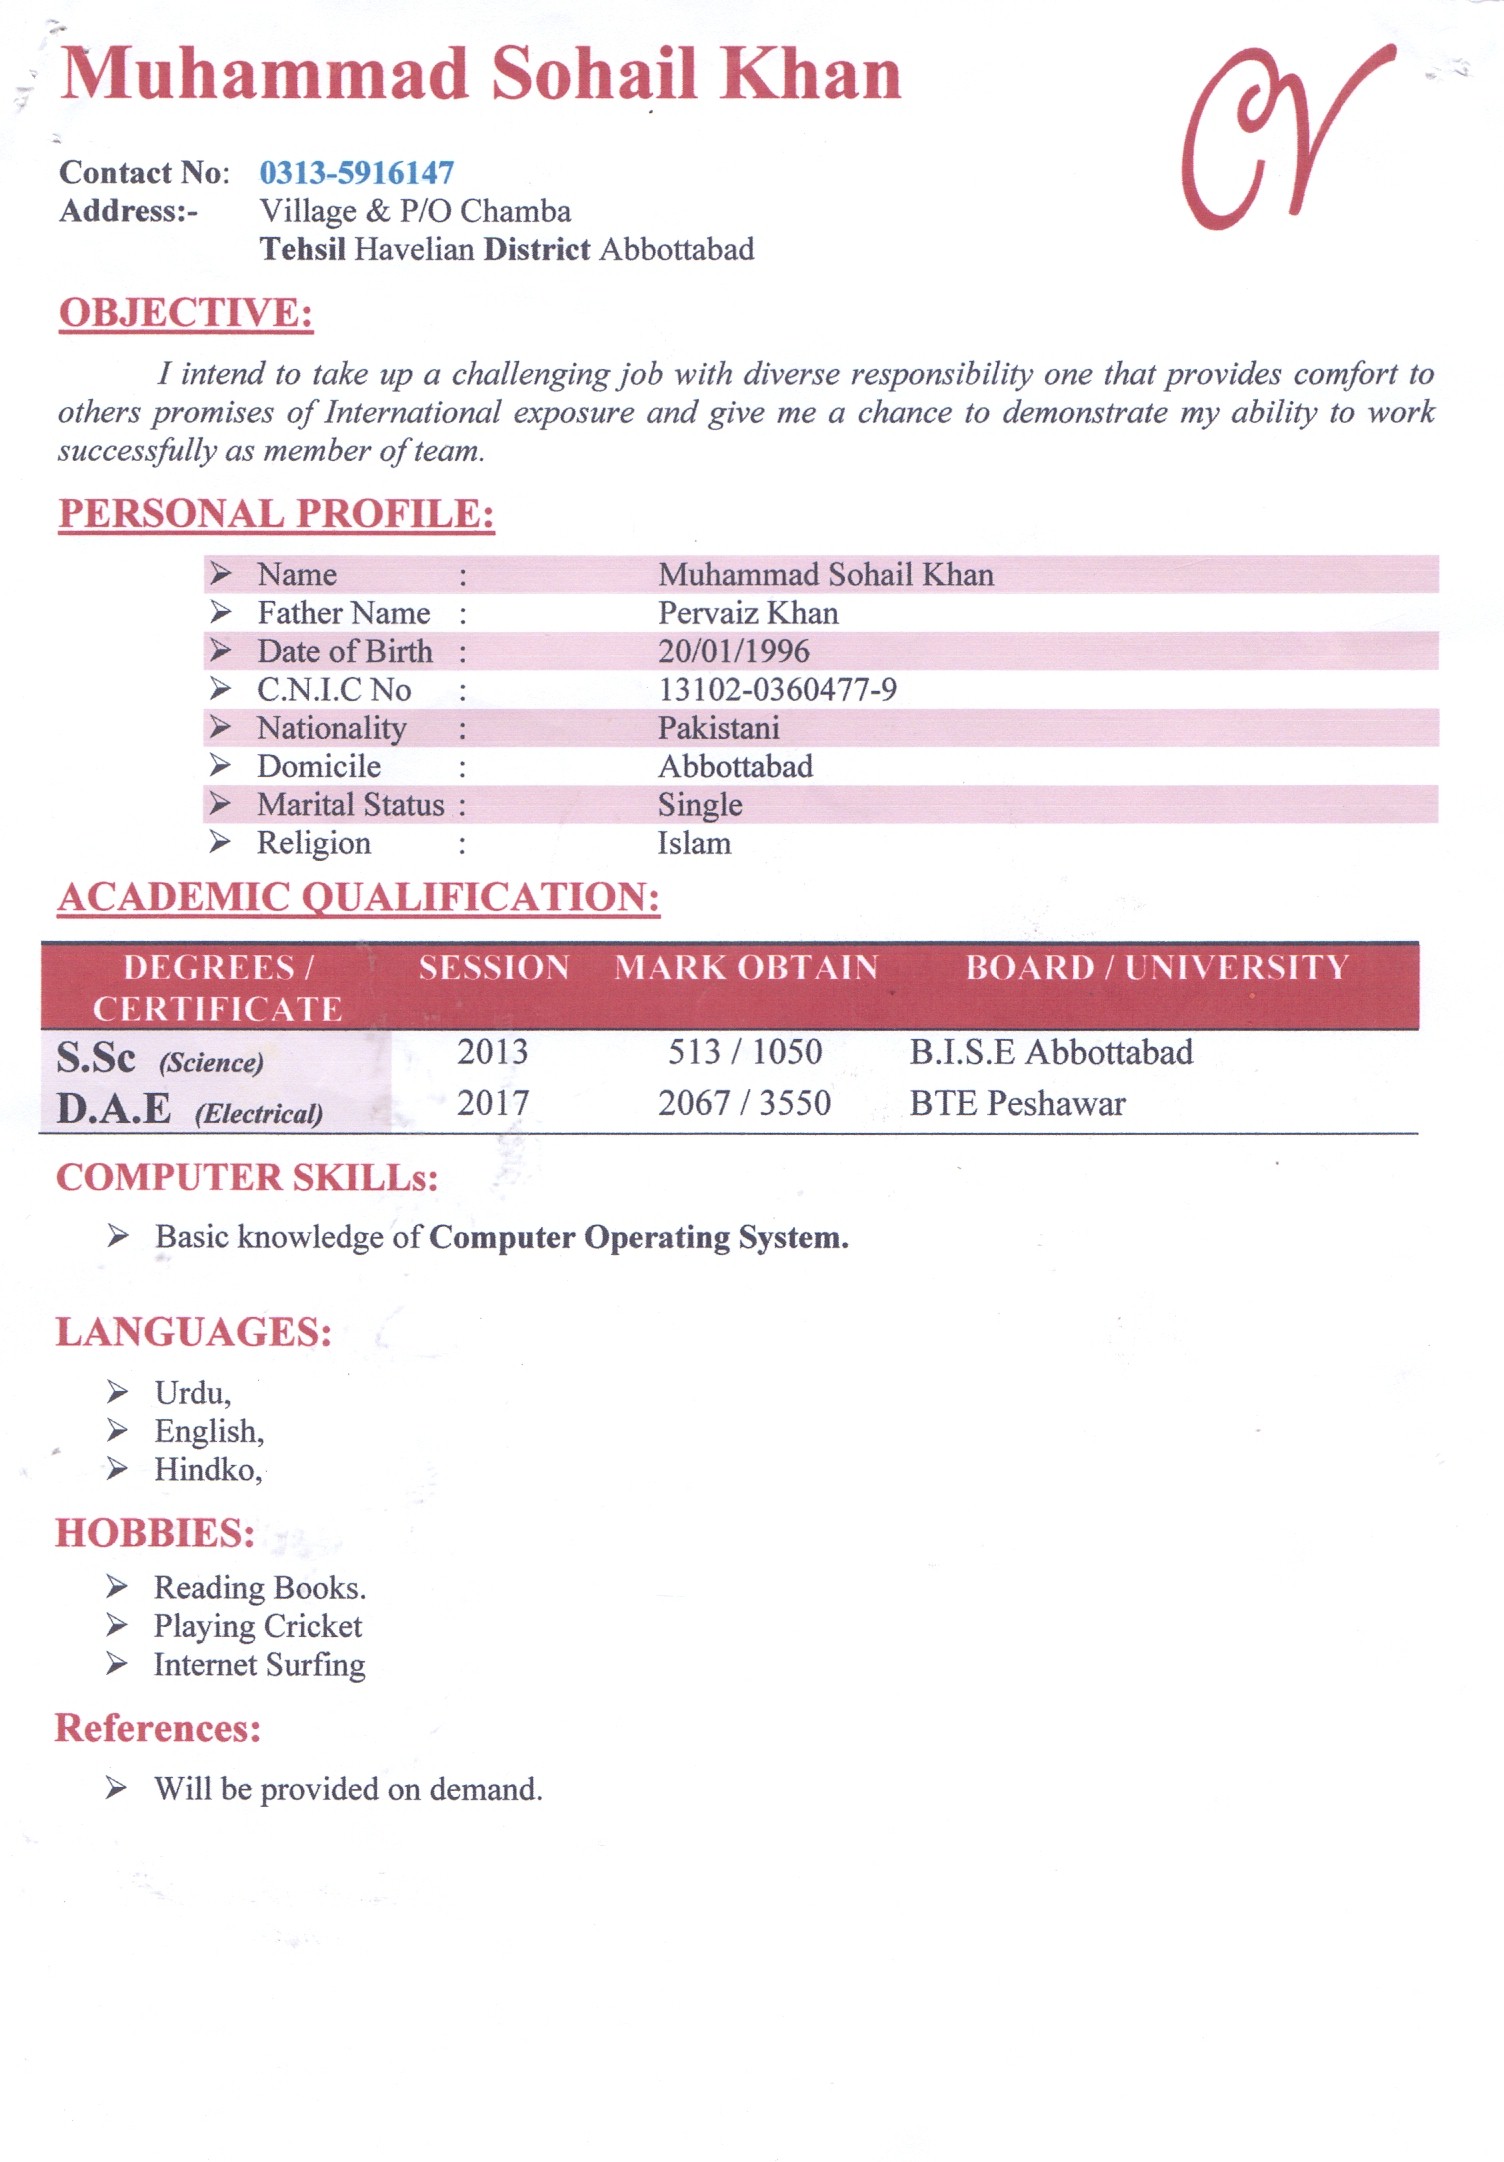 Muhammad Sohail Khan
CV
Contact No: 0313-5916147
Address:- Village & P/O Chamba
Tehsil Havelian District Abbottabad
OBJECTIVE:
I intend to take up a challenging job with diverse responsibility one that provides comfort to
others promises of International exposure and give me a chance to demonstrate my ability to work
successfully as member of team.
PERSONAL PROFILE:
➢ Name : Muhammad Sohail Khan
➢ Father Name : Pervaiz Khan
➢ Date of Birth : 20/01/1996
➢ C.N.I.C No : 13102-0360477-9
➢ Nationality : Pakistani
➢ Domicile : Abbottabad
➢ Marital Status : Single
➢ Religion : Islam
ACADEMIC QUALIFICATION:
DEGREES / SESSION MARK OBTAIN BOARD / UNIVERSITY
CERTIFICATE
S.Sc (Science) 2013 513 / 1050 B.I.S.E Abbottabad
D.A.E (Electrical) 2017 2067 / 3550 BTE Peshawar
COMPUTER SKILLs:
➢ Basic knowledge of Computer Operating System.
LANGUAGES:
➢ Urdu,
➢ English,
➢ Hindko,
HOBBIES:
➢ Reading Books.
➢ Playing Cricket
➢ Internet Surfing
References:
➢ Will be provided on demand.